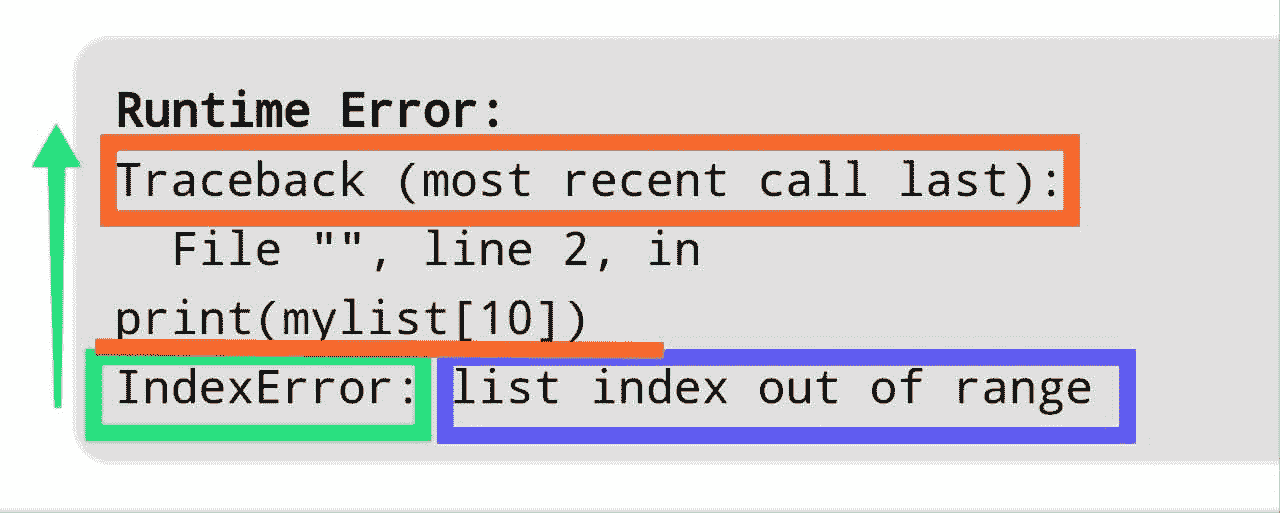 Runtime Error:
Traceback (most recent call last):
File "", line 2, in
print(mylist[10])
IndexError: list index out of range